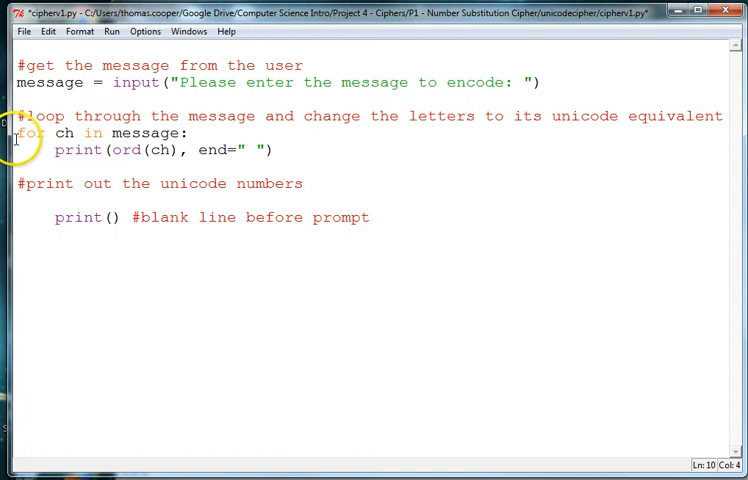 *cipherv1.py - C:/Users/thomas.cooper/Google Drive/Computer Science Intro/Project 4 - Ciphers/P1 - Number Substitution Cipher/unicodecipher/cipherv1.py*
File Edit Format Run Options Windows Help
#get the message from the user
message = input("Please enter the message to encode: ")
#loop through the message and change the letters to its unicode equivalent
for ch in message:
    print(ord(ch), end=" ")
#print out the unicode numbers
    print() #blank line before prompt
Ln: 10 Col: 4